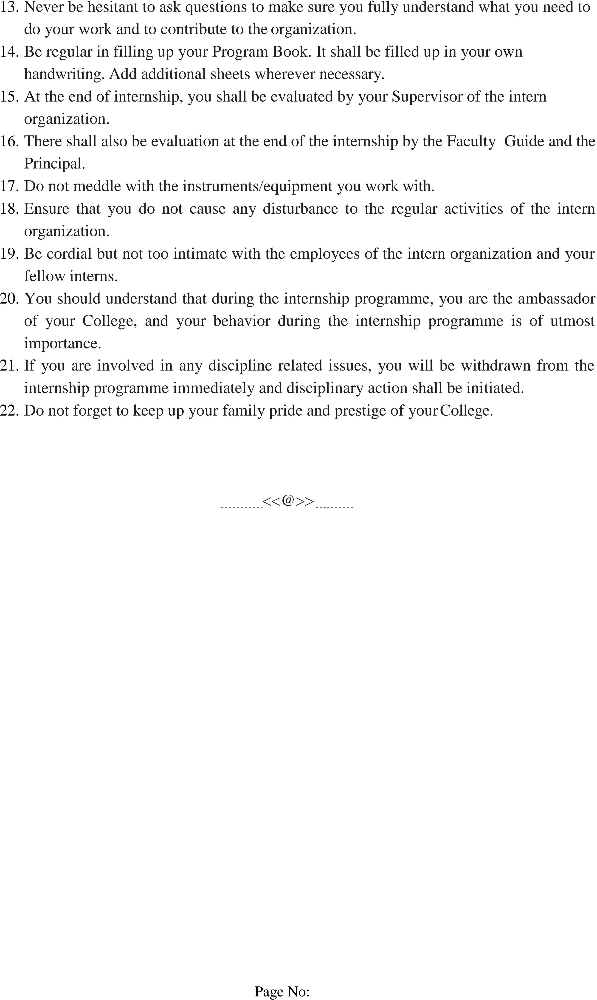 13. Never be hesitant to ask questions to make sure you fully understand what you need to
do your work and to contribute to the organization.
14. Be regular in filling up your Program Book. It shall be filled up in your own
handwriting. Add additional sheets wherever necessary.
15. At the end of internship, you shall be evaluated by your Supervisor of the intern
organization.
16. There shall also be evaluation at the end of the internship by the Faculty Guide and the
Principal.
17. Do not meddle with the instruments/equipment you work with.
18. Ensure that you do not cause any disturbance to the regular activities of the intern
organization.
19. Be cordial but not too intimate with the employees of the intern organization and your
fellow interns.
20. You should understand that during the internship programme, you are the ambassador
of your College, and your behavior during the internship programme is of utmost
importance.
21. If you are involved in any discipline related issues, you will be withdrawn from the
internship programme immediately and disciplinary action shall be initiated.
22. Do not forget to keep up your family pride and prestige of your College.
<<@>>
Page No: